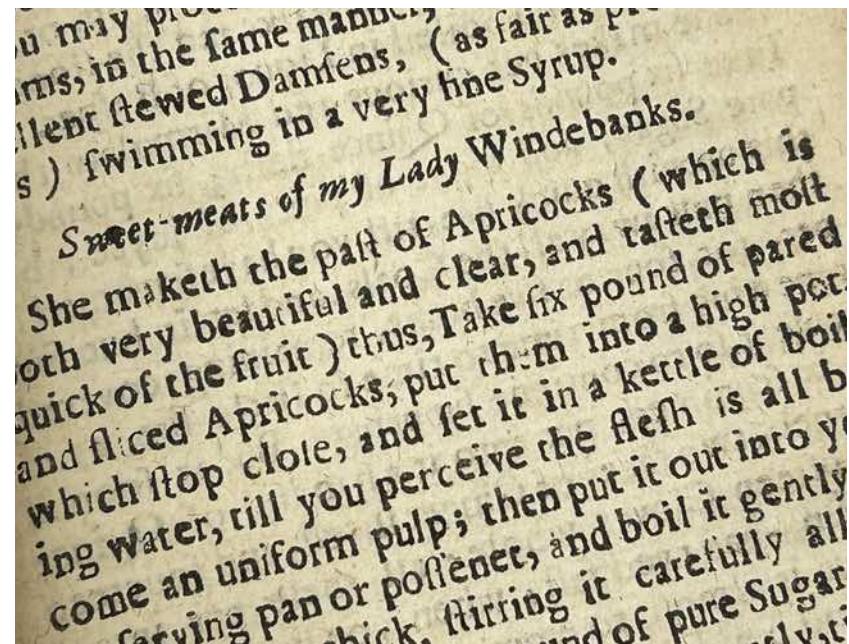 ou may
ms, in the ſame manner,
llent ſtewed Damſens, (as fair as
s) ſwimming in a very fine Syrup.
Sweet-meats of my Lady Windebanks.
She maketh the paſt of Apricocks (which is
oth very beautiful and clear, and taſteth moſt
quick of the fruit) thus, Take ſix pound of pared
and ſliced Apricocks, put them into a high pot,
which ſtop cloſe, and ſet it in a kettle of boil
ing water, till you perceive the fleſh is all b
come an uniform pulp; then put it out into yo
ſerving pan or poſſenet, and boil it gently
hick, ſtirring it carefully all
und of pure Sugar